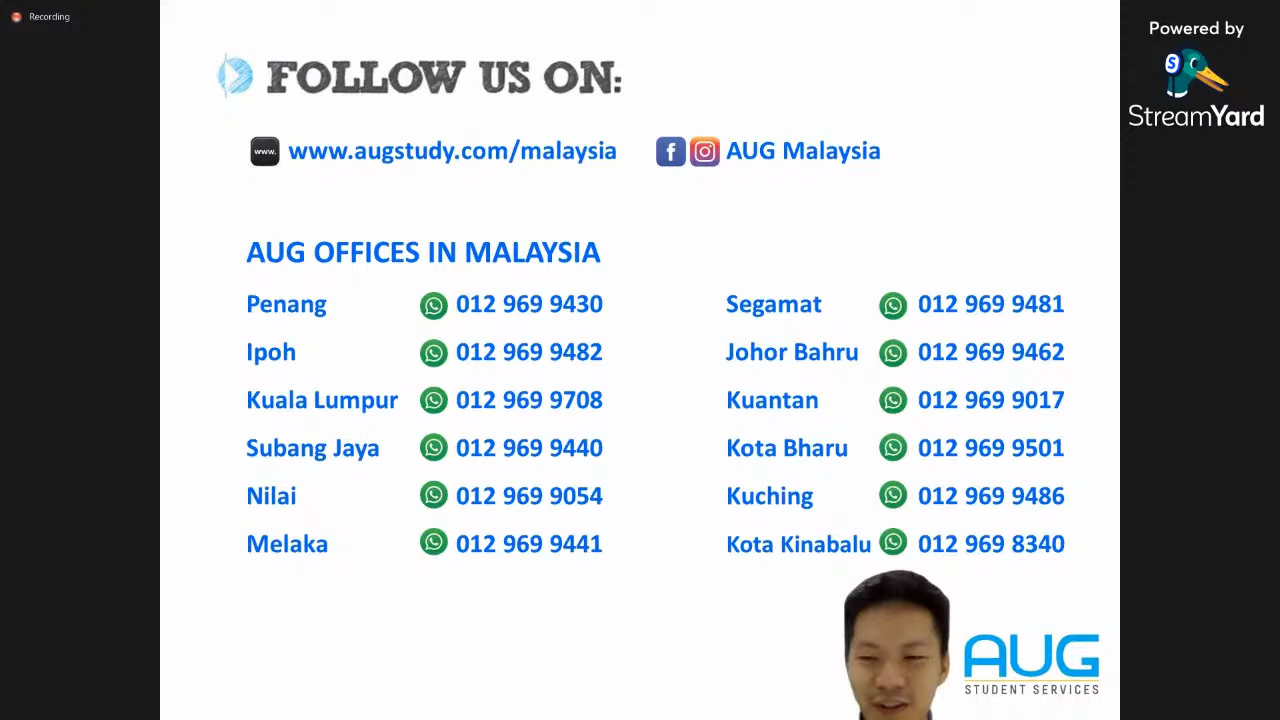 Recording
Powered by
S
StreamYard
FOLLOW US ON:
www. www.augstudy.com/malaysia f AUG Malaysia
AUG OFFICES IN MALAYSIA
Penang 012 969 9430
Ipoh 012 969 9482
Kuala Lumpur 012 969 9708
Subang Jaya 012 969 9440
Nilai 012 969 9054
Melaka 012 969 9441
Segamat 012 969 9481
Johor Bahru 012 969 9462
Kuantan 012 969 9017
Kota Bharu 012 969 9501
Kuching 012 969 9486
Kota Kinabalu 012 969 8340
AUG
STUDENT SERVICES